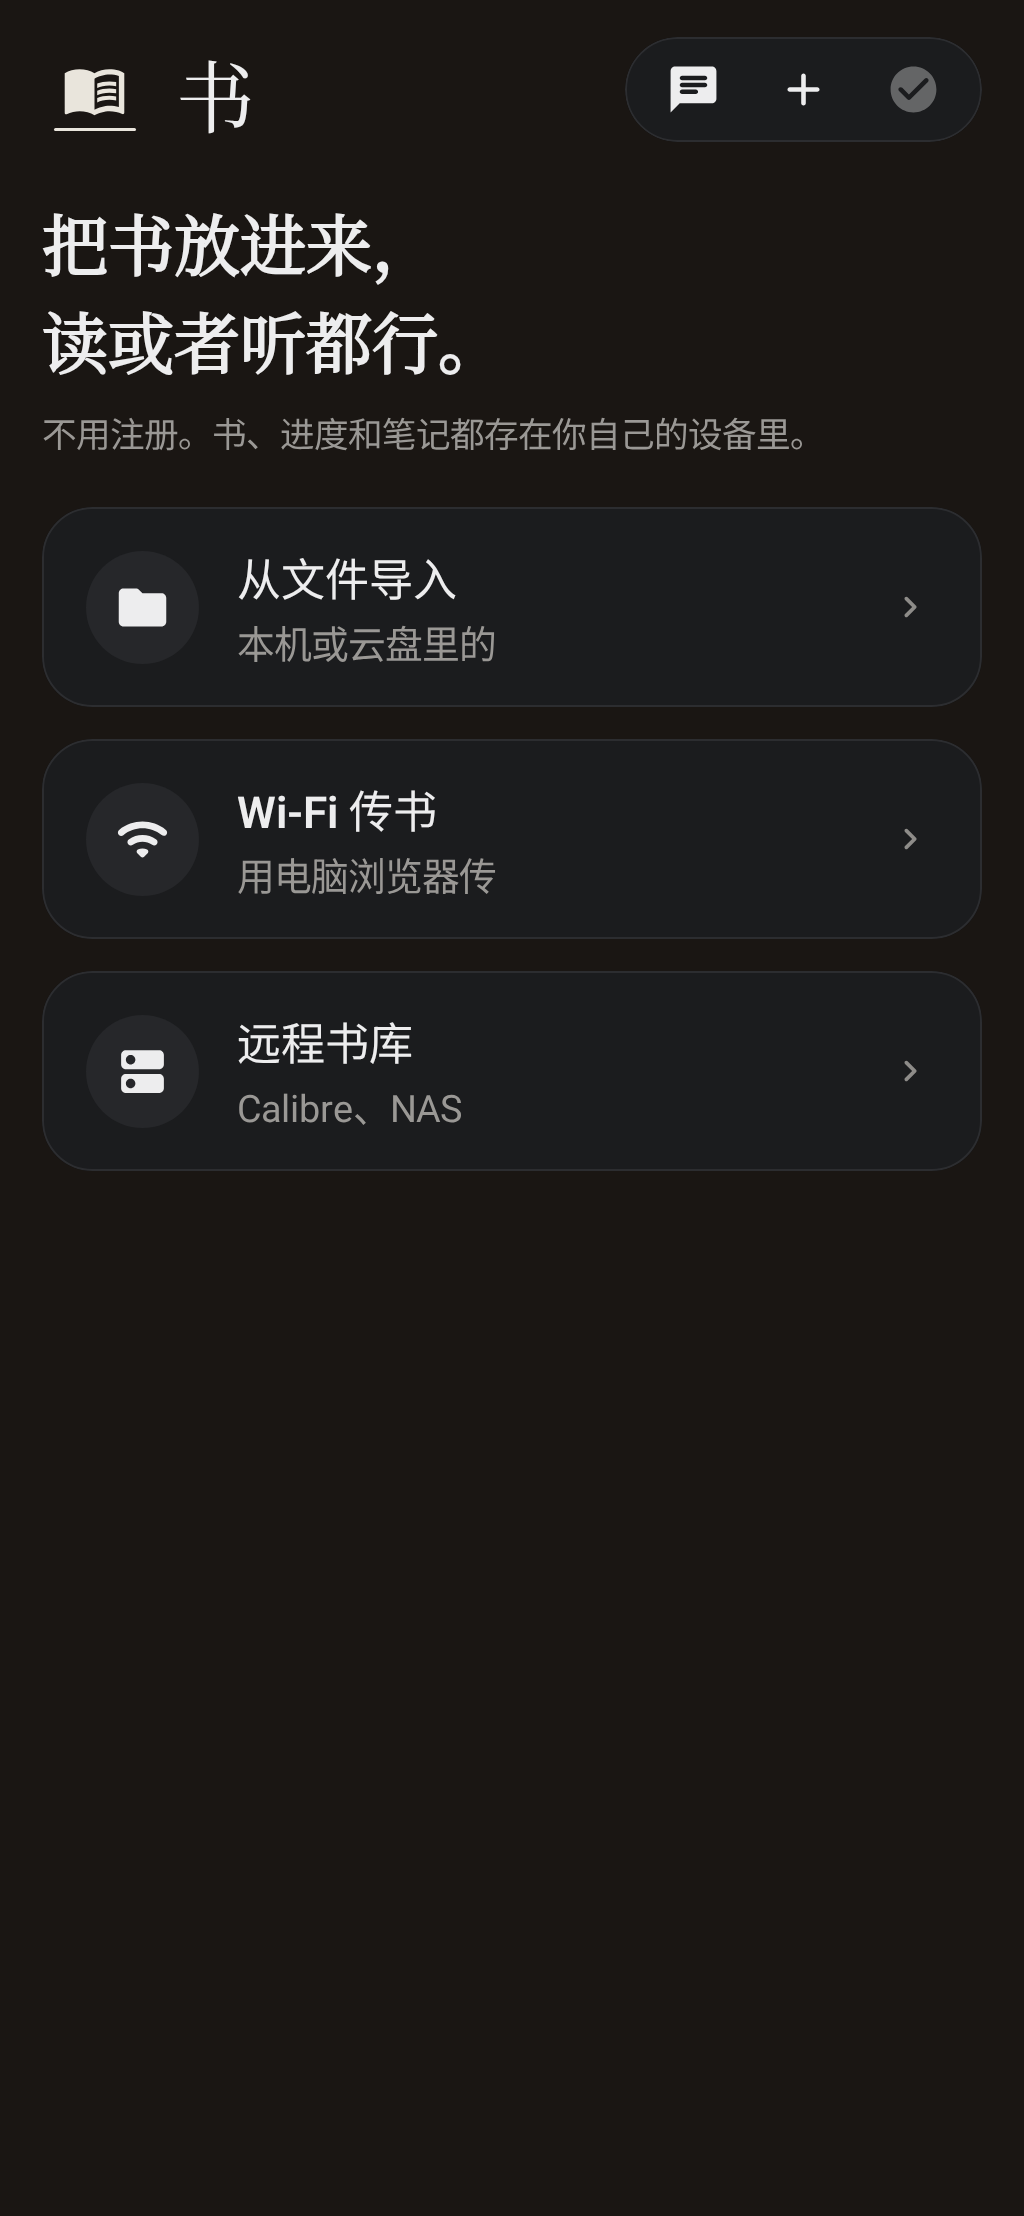 书
把书放进来，
读或者听都行。
不用注册。书、进度和笔记都存在你自己的设备里。
从文件导入
本机或云盘里的
Wi-Fi 传书
用电脑浏览器传
远程书库
Calibre、NAS